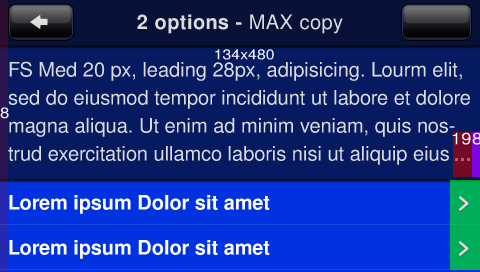 2 options - MAX copy
134x480
FS Med 20 px, leading 28px, adipisicing. Lourm elit,
sed do eiusmod tempor incididunt ut labore et dolore
8
magna aliqua. Ut enim ad minim veniam, quis nos-
198
trud exercitation ullamco laboris nisi ut aliquip eius ...
Lorem ipsum Dolor sit amet
Lorem ipsum Dolor sit amet